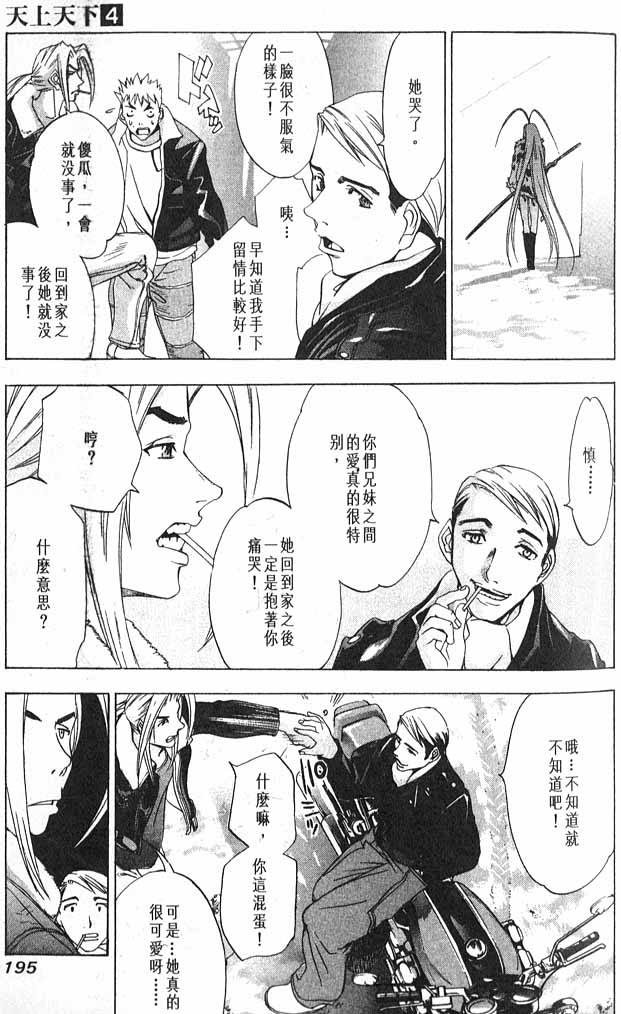 天上天下4
她哭了。
一臉很不服氣
的樣子！
咦⋯
早知道我手下
留情比較好！
傻瓜，一會
就没事了，
回到家之
後她就没
事了！
慎⋯⋯
你們兄妹之間
的愛，真的很特
別，
她回到家之後
一定是抱著你
痛哭！
哼？
什麼意思？
哦⋯不知道就
不知道吧！
什麼嘛，
你這混蛋！
可是⋯她真的
很可愛呀⋯⋯
195